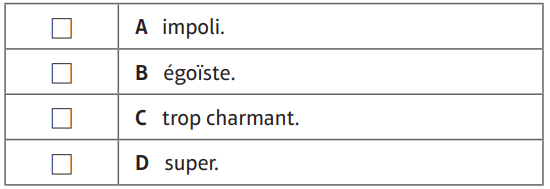 A impoli.
B égoïste.
C trop charmant.
D super.